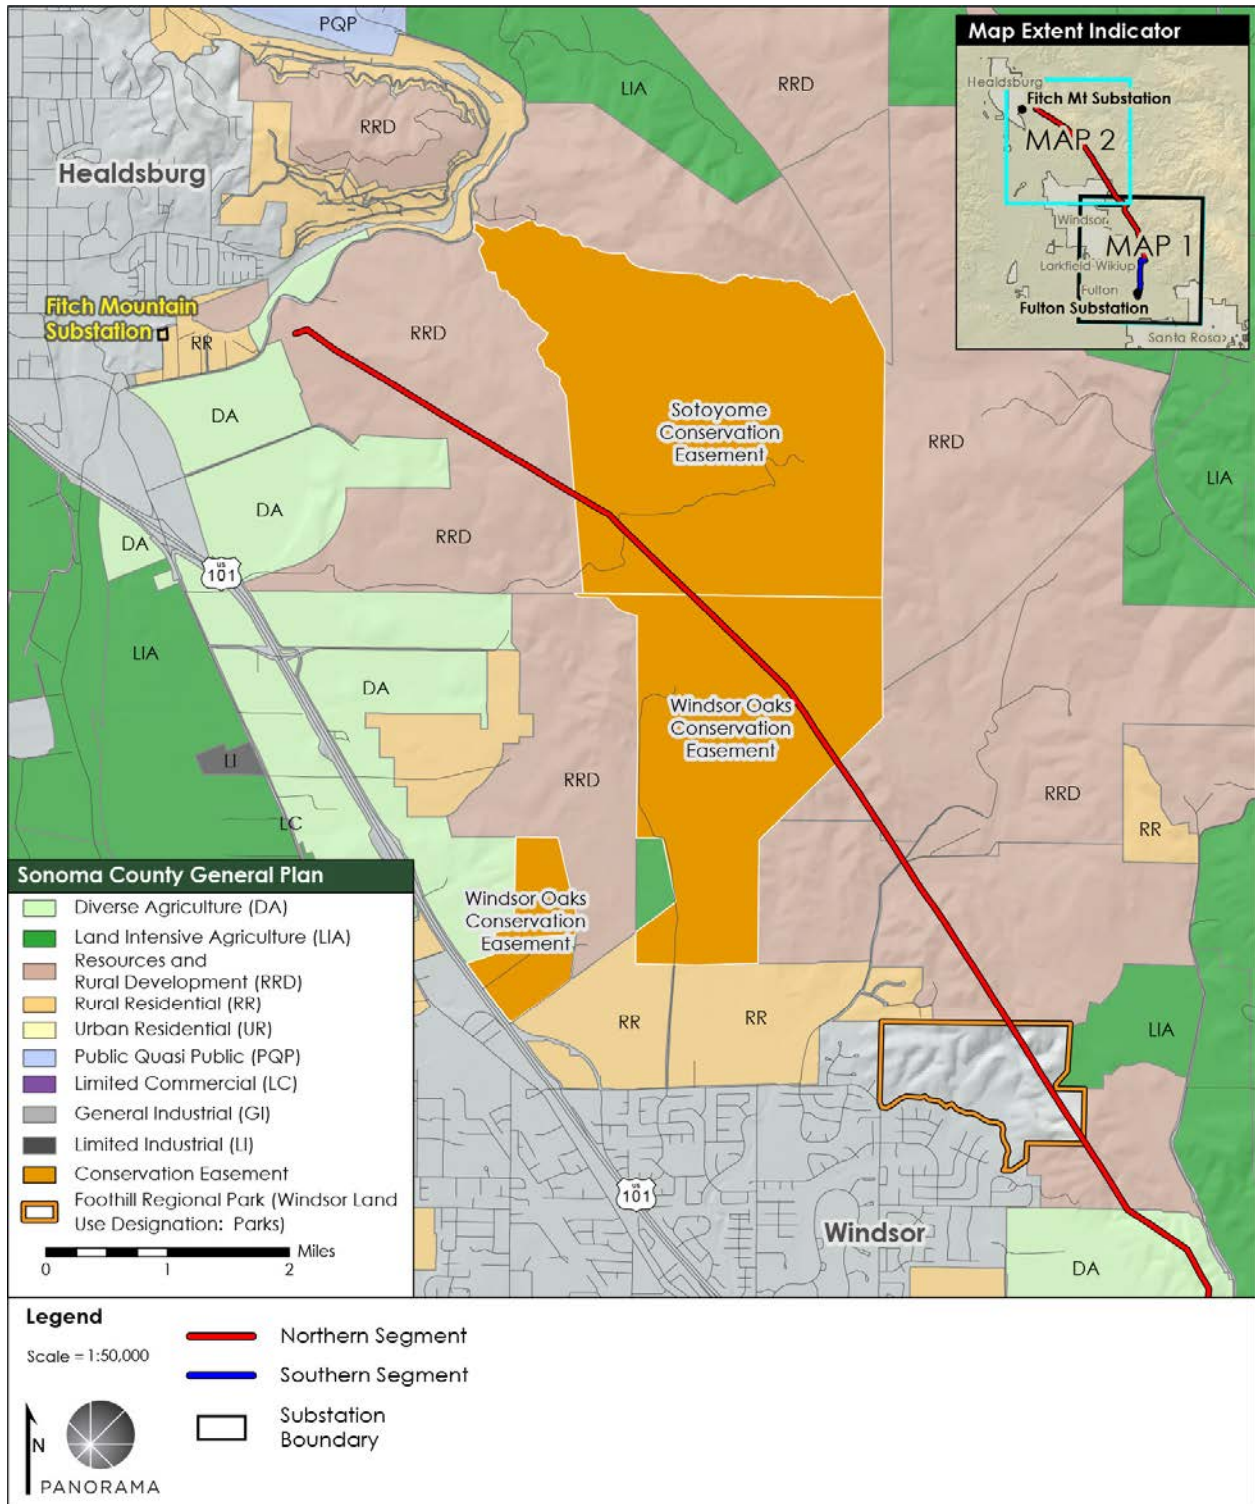 PQP
LIA
RRD
RRD
Healdsburg
Map Extent Indicator
Healdsburg
Fitch Mt Substation
MAP 2
Windsor
MAP 1
Larkfield-Wikiup
Fulton
Fulton Substation
Santa Rosa
Fitch Mountain
Substation
RR
RRD
DA
Sotoyome
Conservation
Easement
RRD
LIA
DA
RRD
DA
US
101
LIA
DA
Windsor Oaks
Conservation
Easement
LI
RRD
RRD
LC
RR
Windsor Oaks
Conservation
Easement
RR
RR
LIA
US
101
Windsor
DA
Sonoma County General Plan
Diverse Agriculture (DA)
Land Intensive Agriculture (LIA)
Resources and
Rural Development (RRD)
Rural Residential (RR)
Urban Residential (UR)
Public Quasi Public (PQP)
Limited Commercial (LC)
General Industrial (GI)
Limited Industrial (LI)
Conservation Easement
Foothill Regional Park (Windsor Land
Use Designation: Parks)
Miles
0 1 2
Legend
Scale = 1:50,000
Northern Segment
Southern Segment
Substation
Boundary
N
PANORAMA